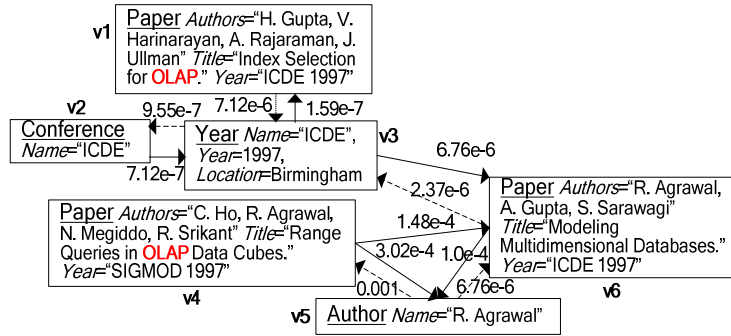 v1
Paper Authors=“H. Gupta, V.
Harinarayan, A. Rajaraman, J.
Ullman” Title=“Index Selection
for OLAP.” Year=“ICDE 1997”
v2
9.55e-7
7.12e-6
1.59e-7
Conference
Name=“ICDE”
7.12e-7
v3
Year Name=“ICDE”,
Year=1997,
Location=Birmingham
6.76e-6
2.37e-6
Paper Authors=“C. Ho, R. Agrawal,
N. Megiddo, R. Srikant” Title=“Range
Queries in OLAP Data Cubes.”
Year=“SIGMOD 1997”
v4
1.48e-4
3.02e-4
1.0e-4
Paper Authors=“R. Agrawal,
A. Gupta, S. Sarawagi”
Title=“Modeling
Multidimensional Databases.”
Year=“ICDE 1997”
v6
0.001
6.76e-6
v5
Author Name=“R. Agrawal”